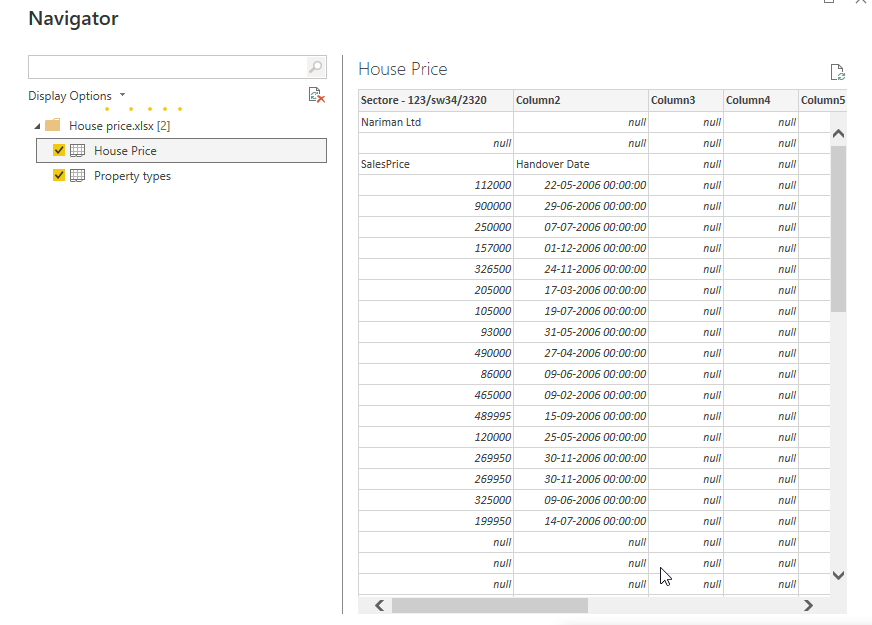 Navigator
Display Options
House price.xlsx [2]
House Price
Property types
House Price
Sectore - 123/sw34/2320 Column2 Column3 Column4 Column5
Nariman Ltd null null null
null null null null
SalesPrice Handover Date null null
112000 22-05-2006 00:00:00 null null
900000 29-06-2006 00:00:00 null null
250000 07-07-2006 00:00:00 null null
157000 01-12-2006 00:00:00 null null
326500 24-11-2006 00:00:00 null null
205000 17-03-2006 00:00:00 null null
105000 19-07-2006 00:00:00 null null
93000 31-05-2006 00:00:00 null null
490000 27-04-2006 00:00:00 null null
86000 09-06-2006 00:00:00 null null
465000 09-02-2006 00:00:00 null null
489995 15-09-2006 00:00:00 null null
120000 25-05-2006 00:00:00 null null
269950 30-11-2006 00:00:00 null null
269950 30-11-2006 00:00:00 null null
325000 09-06-2006 00:00:00 null null
199950 14-07-2006 00:00:00 null null
null null null null
null null null null
null null null null